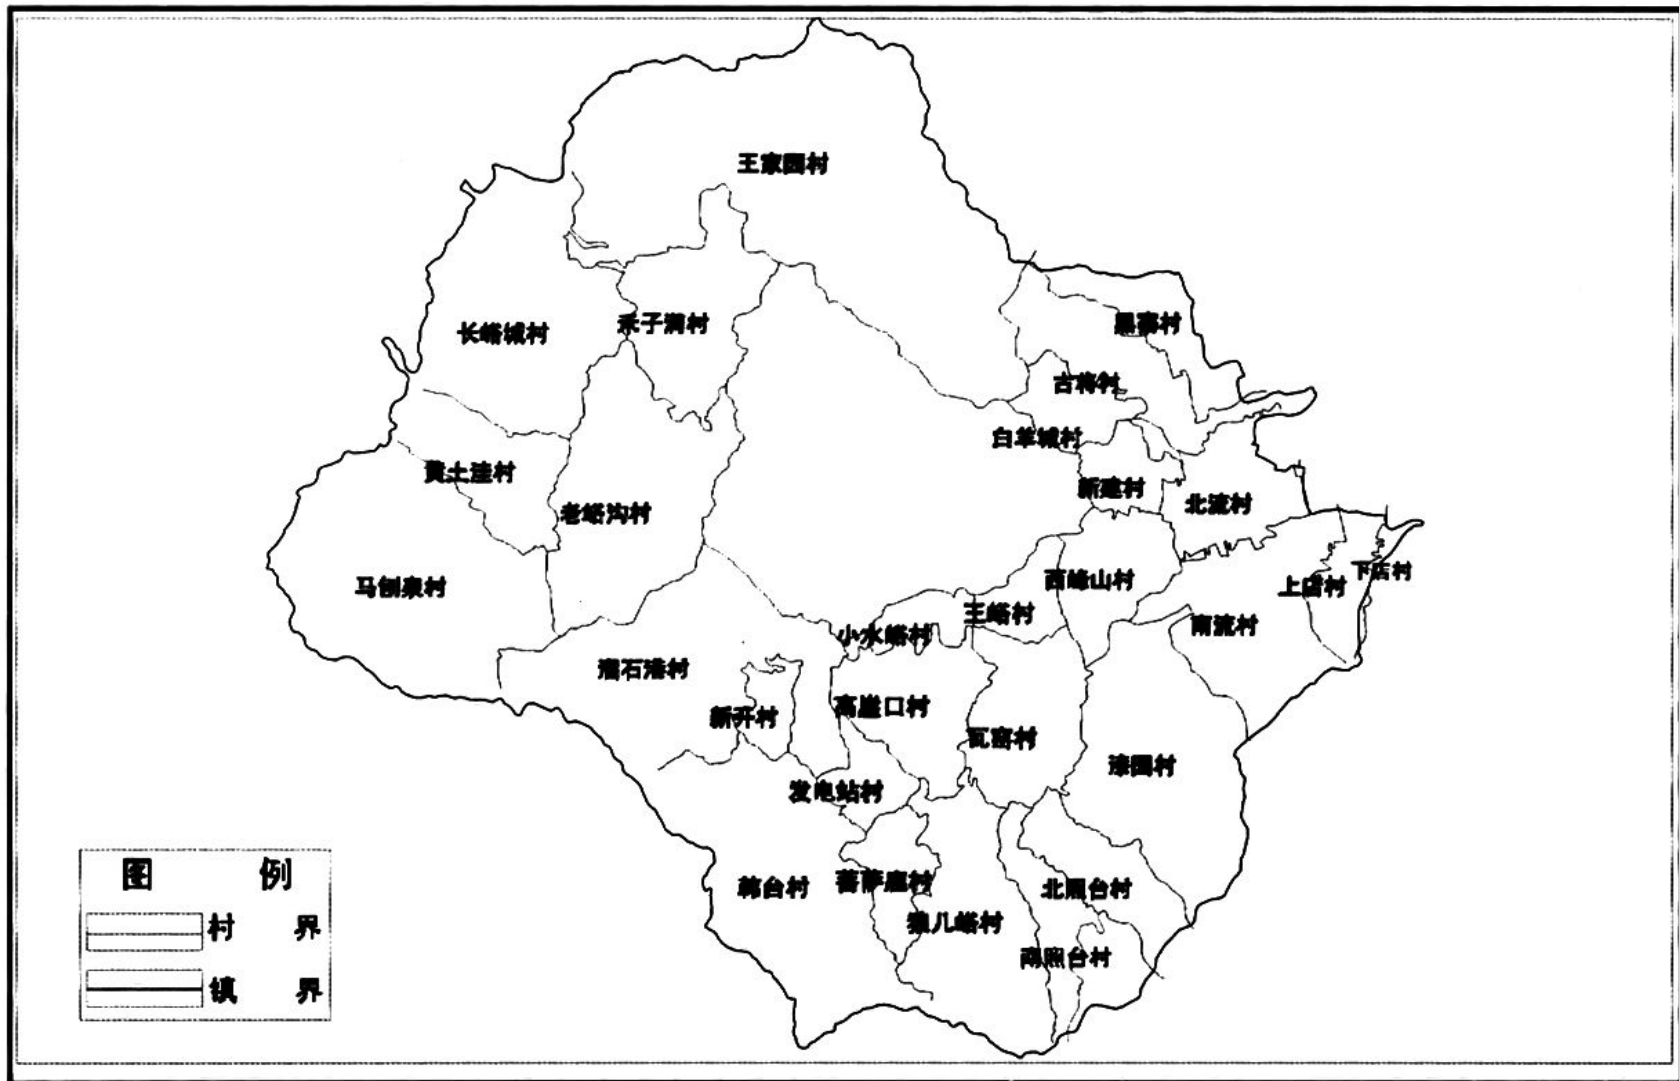 王家园村
长峪城村
禾子涧村
黑寨村
古将村
白羊城村
黄土洼村
新建村
北流村
老峪沟村
马刨泉村
西峰山村
上店村
下店村
王峪村
南流村
小水峪村
溜石港村
高崖口村
新开村
瓦窑村
漆园村
发电站村
韩台村
菩萨鹿村
北照台村
狼儿峪村
南照台村
图 例
村 界
镇 界